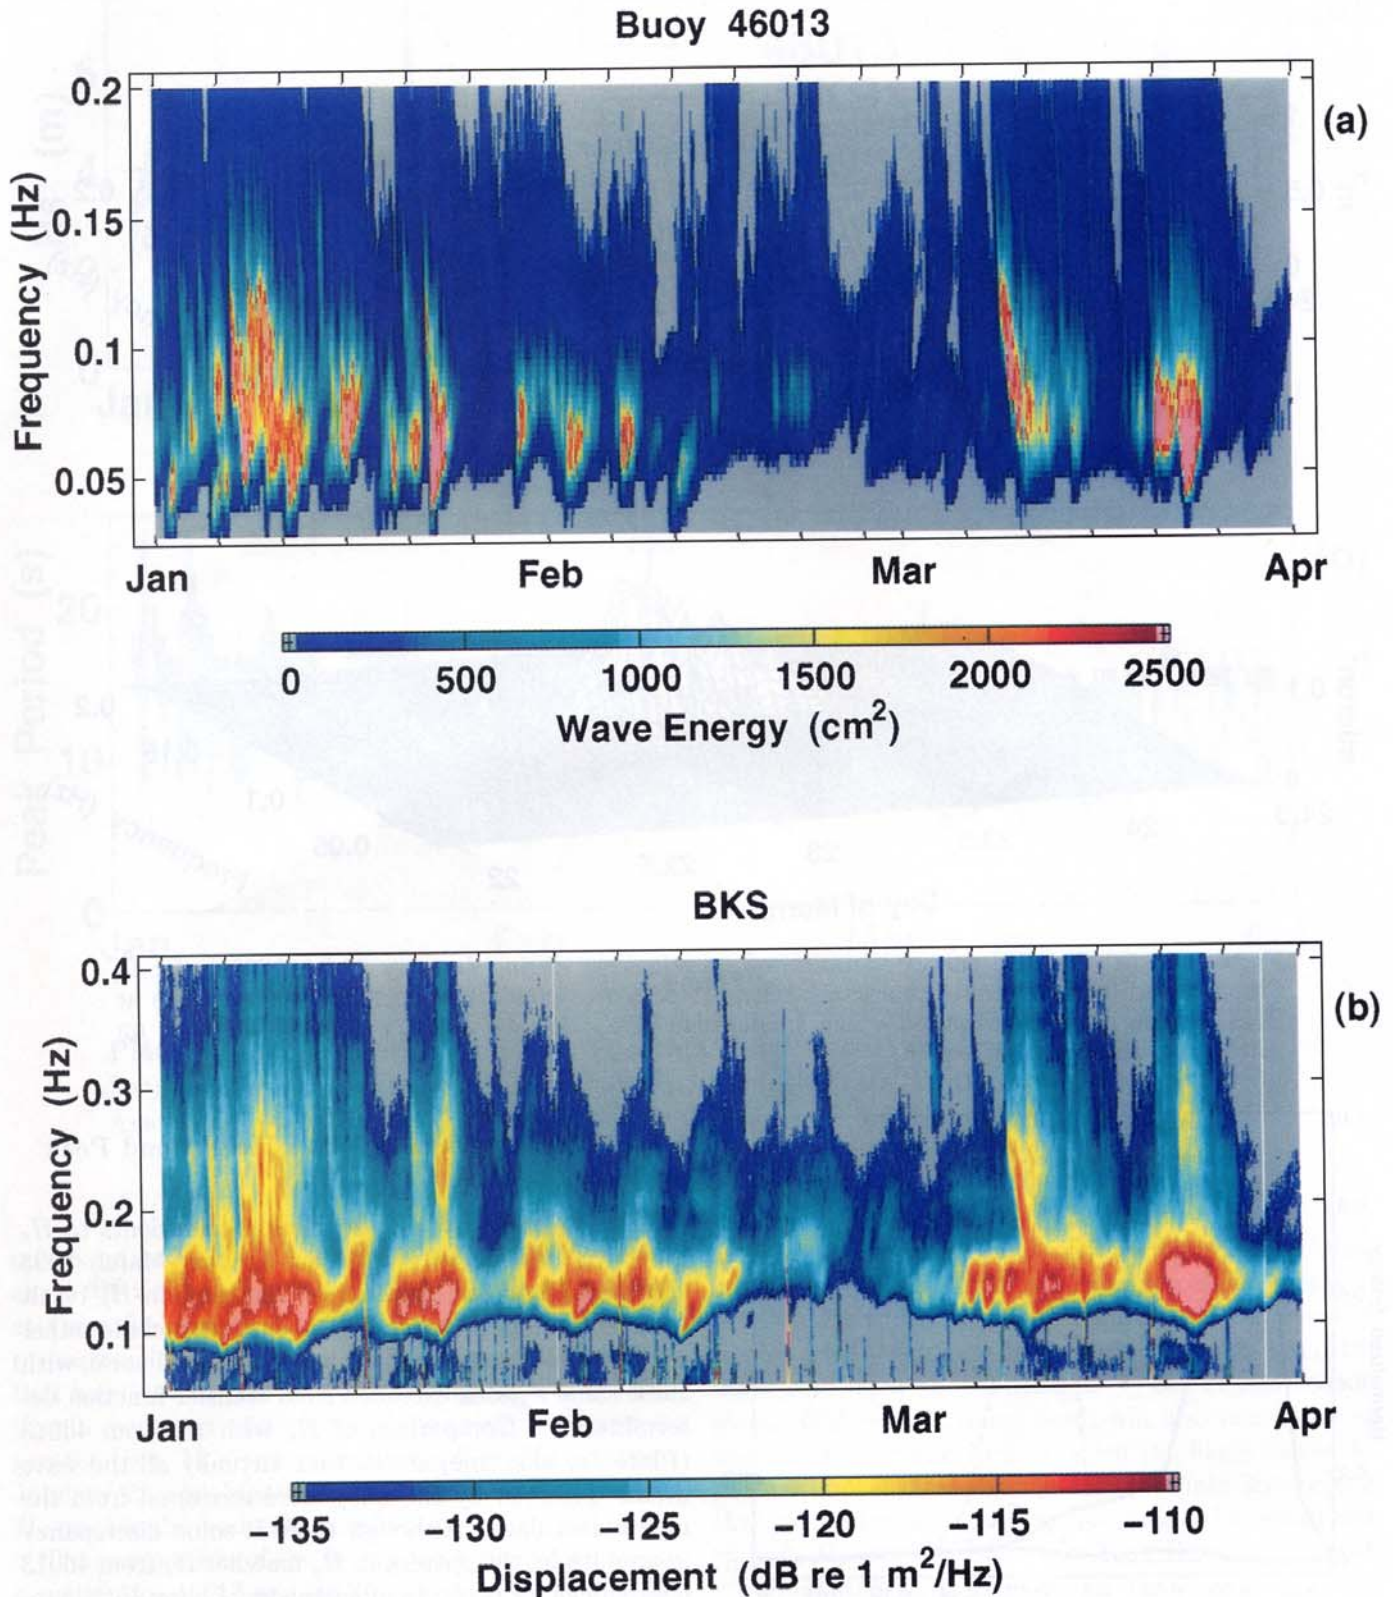 Buoy 46013
(a)
0.2
0.15
0.1
0.05
Frequency (Hz)
Jan Feb Mar Apr
0 500 1000 1500 2000 2500
Wave Energy (cm2)
BKS
(b)
0.4
0.3
0.2
0.
Frequency (Hz)
Jan Feb Mar Apr
−135 −130 −125 −120 −115 −110
Displacement (dB re 1 m2/Hz)